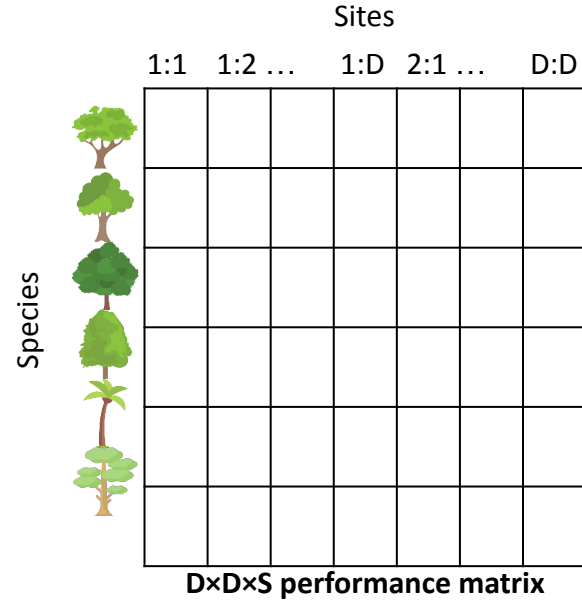 Sites
1:1 1:2 ... 1:D 2:1 ... D:D
Species
D×D×S performance matrix